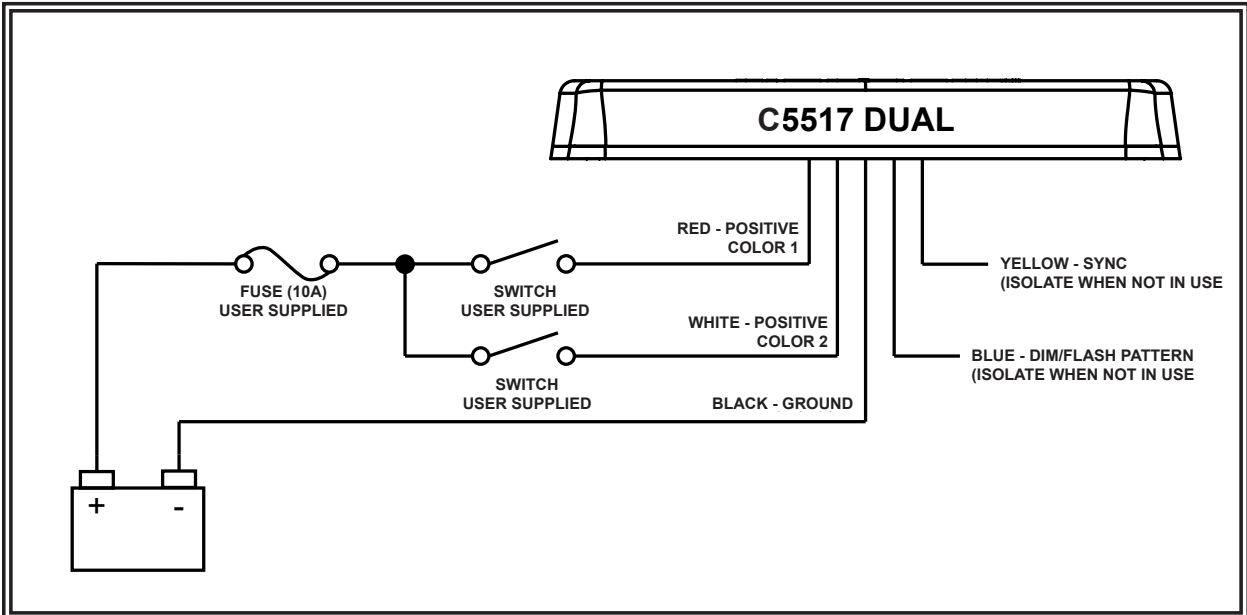 C5517 DUAL
RED - POSITIVE
COLOR 1
FUSE (10A)
USER SUPPLIED
SWITCH
USER SUPPLIED
YELLOW - SYNC
(ISOLATE WHEN NOT IN USE
WHITE - POSITIVE
COLOR 2
BLUE - DIM/FLASH PATTERN
(ISOLATE WHEN NOT IN USE
SWITCH
USER SUPPLIED
BLACK - GROUND
+ -